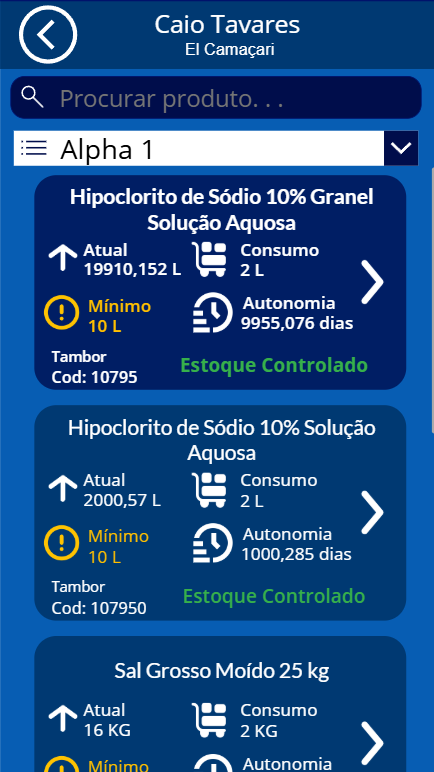 Caio Tavares
El Camaçari
Procurar produto. . .
Alpha 1
Hipoclorito de Sódio 10% Granel
Solução Aquosa
Atual
19910,152 L
Consumo
2 L
Mínimo
10 L
Autonomia
9955,076 dias
Tambor
Cod: 10795
Estoque Controlado
Hipoclorito de Sódio 10% Solução
Aquosa
Atual
2000,57 L
Consumo
2 L
Mínimo
10 L
Autonomia
1000,285 dias
Tambor
Cod: 107950
Estoque Controlado
Sal Grosso Moído 25 kg
Atual
16 KG
Consumo
2 KG
Mínimo
Autonomia